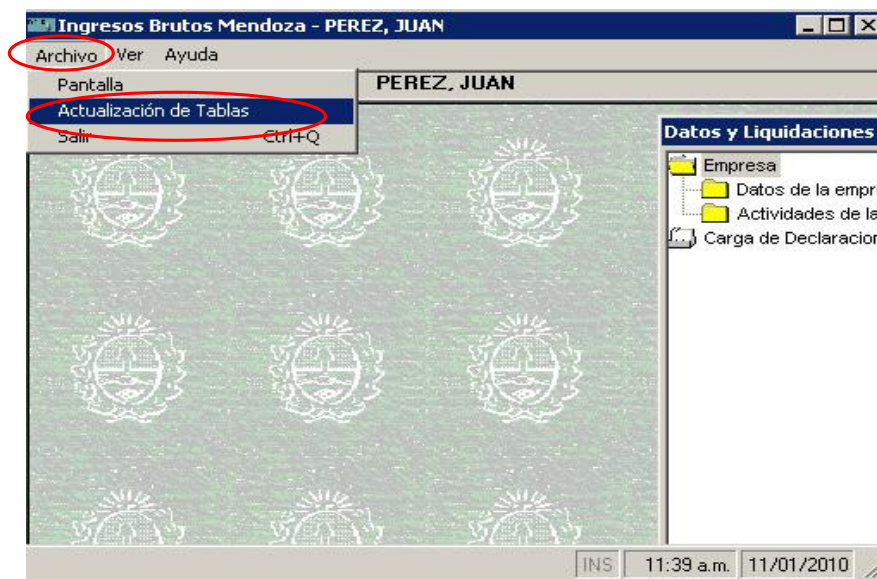 Ingresos Brutos Mendoza - PEREZ, JUAN
Archivo Ver Ayuda
Pantalla
PEREZ, JUAN
Actualización de Tablas
Salir Ctrl+Q
Datos y Liquidaciones
Empresa
Datos de la empr
Actividades de la
Carga de Declaracion
INS 11:39 a.m. 11/01/2010